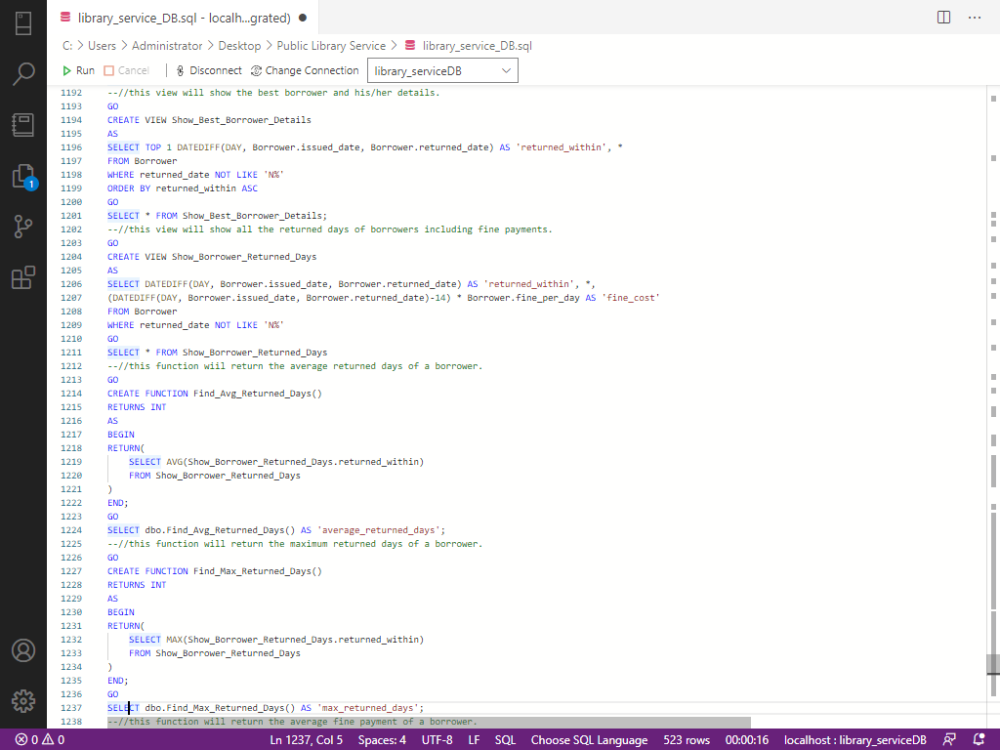 library_service_DB.sql - localh...grated)
C: > Users > Administrator > Desktop > Public Library Service > library_service_DB.sql
Run Cancel Disconnect Change Connection library_serviceDB
1192 --//this view will show the best borrower and his/her details.
1193 GO
1194 CREATE VIEW Show_Best_Borrower_Details
1195 AS
1196 SELECT TOP 1 DATEDIFF(DAY, Borrower.issued_date, Borrower.returned_date) AS 'returned_within', *
1197 FROM Borrower
1198 WHERE returned_date NOT LIKE 'N%'
1199 ORDER BY returned_within ASC
1200 GO
1201 SELECT * FROM Show_Best_Borrower_Details;
1202 --//this view will show all the returned days of borrowers including fine payments.
1203 GO
1204 CREATE VIEW Show_Borrower_Returned_Days
1205 AS
1206 SELECT DATEDIFF(DAY, Borrower.issued_date, Borrower.returned_date) AS 'returned_within', *,
1207 (DATEDIFF(DAY, Borrower.issued_date, Borrower.returned_date)-14) * Borrower.fine_per_day AS 'fine_cost'
1208 FROM Borrower
1209 WHERE returned_date NOT LIKE 'N%'
1210 GO
1211 SELECT * FROM Show_Borrower_Returned_Days
1212 --//this function wiil return the average returned days of a borrower.
1213 GO
1214 CREATE FUNCTION Find_Avg_Returned_Days()
1215 RETURNS INT
1216 AS
1217 BEGIN
1218 RETURN(
1219 SELECT AVG(Show_Borrower_Returned_Days.returned_within)
1220 FROM Show_Borrower_Returned_Days
1221 )
1222 END;
1223 GO
1224 SELECT dbo.Find_Avg_Returned_Days() AS 'average_returned_days';
1225 --//this function will return the maximum returned days of a borrower.
1226 GO
1227 CREATE FUNCTION Find_Max_Returned_Days()
1228 RETURNS INT
1229 AS
1230 BEGIN
1231 RETURN(
1232 SELECT MAX(Show_Borrower_Returned_Days.returned_within)
1233 FROM Show_Borrower_Returned_Days
1234 )
1235 END;
1236 GO
1237 SELECT dbo.Find_Max_Returned_Days() AS 'max_returned_days';
1238 --//this function will return the average fine payment of a borrower.
1
0 0 Ln 1237, Col 5 Spaces: 4 UTF-8 LF SQL Choose SQL Language 523 rows 00:00:16 localhost : library_serviceDB